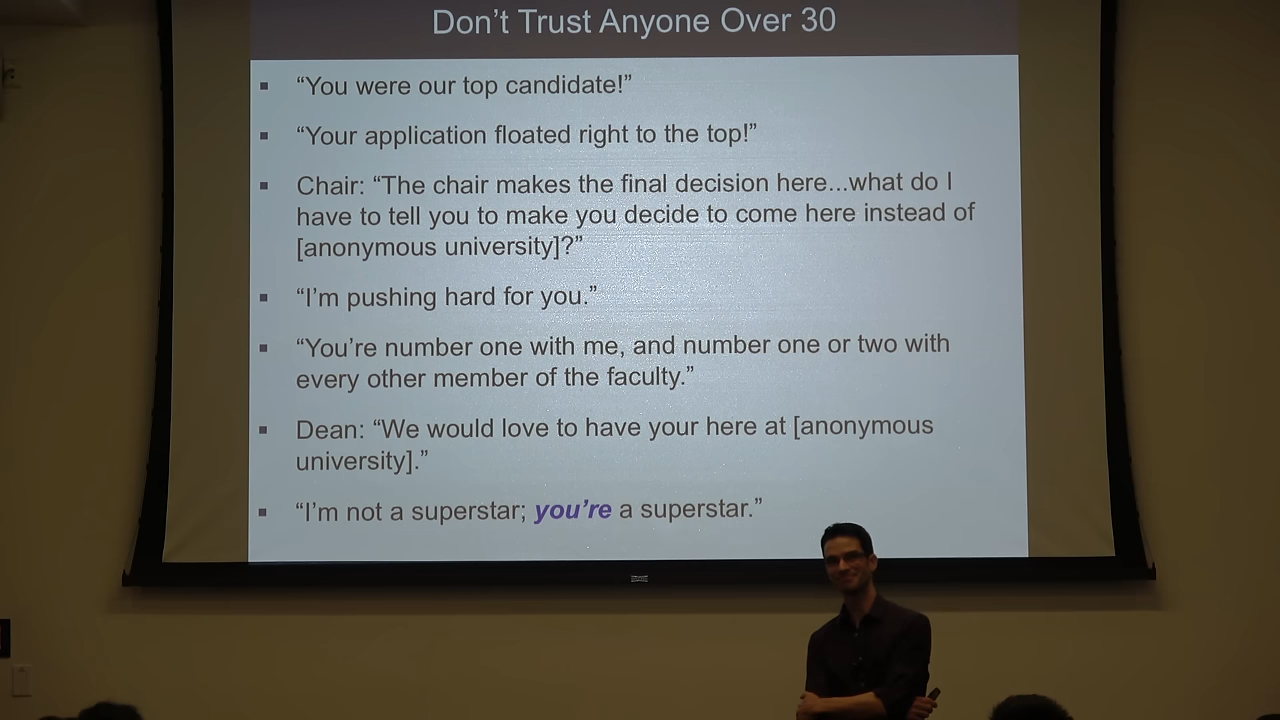 Don't Trust Anyone Over 30
▪ “You were our top candidate!”
▪ “Your application floated right to the top!”
▪ Chair: “The chair makes the final decision here...what do I
have to tell you to make you decide to come here instead of
[anonymous university]?”
▪ “I'm pushing hard for you.”
▪ “You're number one with me, and number one or two with
every other member of the faculty.”
▪ Dean: “We would love to have your here at [anonymous
university].”
▪ “I'm not a superstar; you're a superstar.”